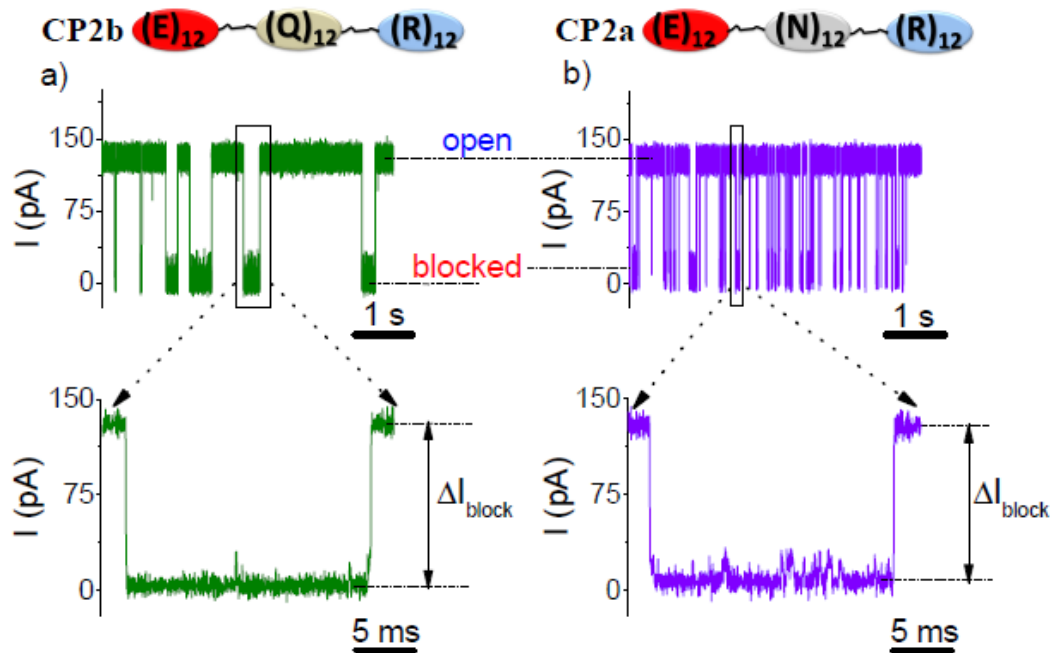 CP2b (E)12 (Q)12 (R)12
CP2a (E)12 (N)12 (R)12
a)
b)
I (pA)
150
75
0
open
blocked
1 s
I (pA)
150
75
0
1 s
I (pA)
150
75
0
ΔIblock
5 ms
I (pA)
150
75
0
ΔIblock
5 ms